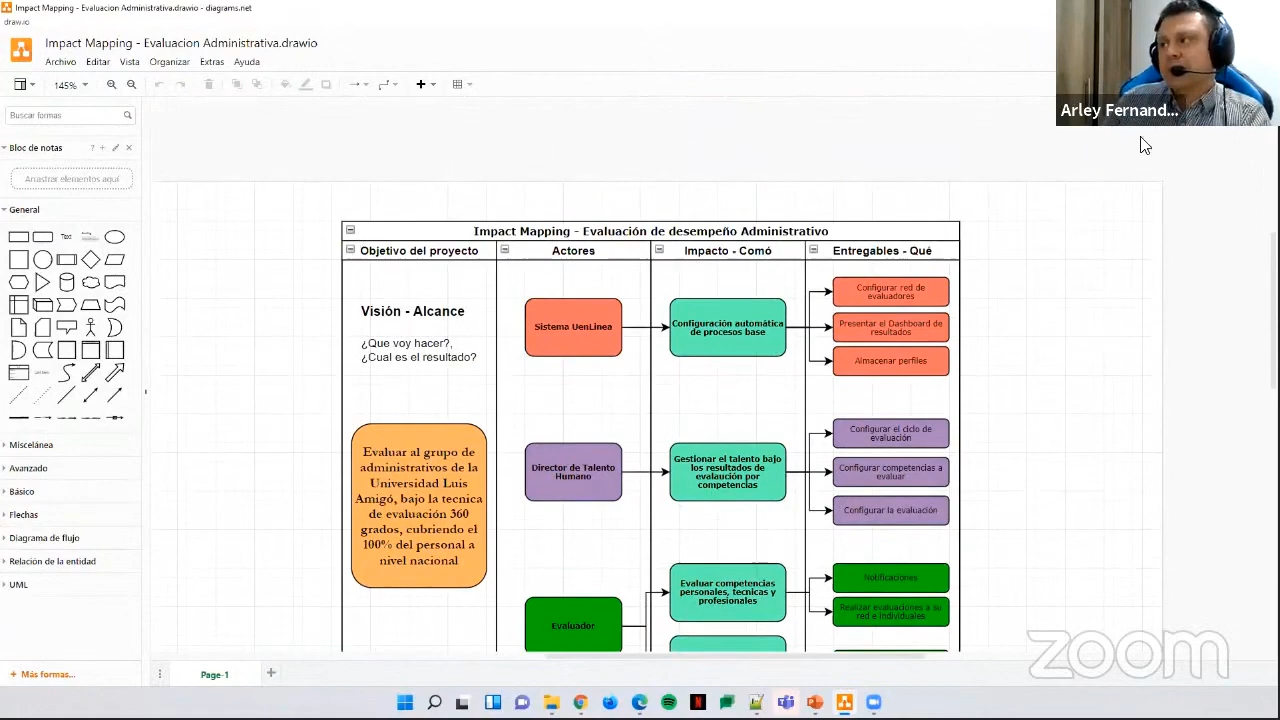 Impact Mapping - Evaluacion Administrativa.drawio - diagrams.net
draw.io
Impact Mapping - Evaluacion Administrativa.drawio
Archivo Editar Vista Organizar Extras Ayuda
145%
Arley Fernand...
Buscar formas
Bloc de notas
Arrastrar elementos aquí
General
Text
Miscelánea
Avanzado
Básico
Flechas
Diagrama de flujo
Relación de la entidad
UML
Más formas...
Impact Mapping - Evaluación de desempeño Administrativo
Objetivo del proyecto
Actores
Impacto - Comó
Entregables - Qué
Visión - Alcance
¿Que voy hacer?,
¿Cual es el resultado?
Evaluar al grupo de
administrativos de la
Universidad Luis
Amigó, bajo la tecnica
de evaluación 360
grados, cubriendo el
100% del personal a
nivel nacional
Sistema UenLinea
Configuración automática
de procesos base
Configurar red de
evaluadores
Presentar el Dashboard de
resultados
Almacenar perfiles
Director de Talento
Humano
Gestionar el talento bajo
los resultados de
evalaución por
competencias
Configurar el ciclo de
evaluación
Configurar competencias a
evaluar
Configurar la evaluación
Evaluador
Evaluar competencias
personales, tecnicas y
profesionales
Notificaciones
Realizar evaluaciones a su
red e individuales
Page-1
zoom